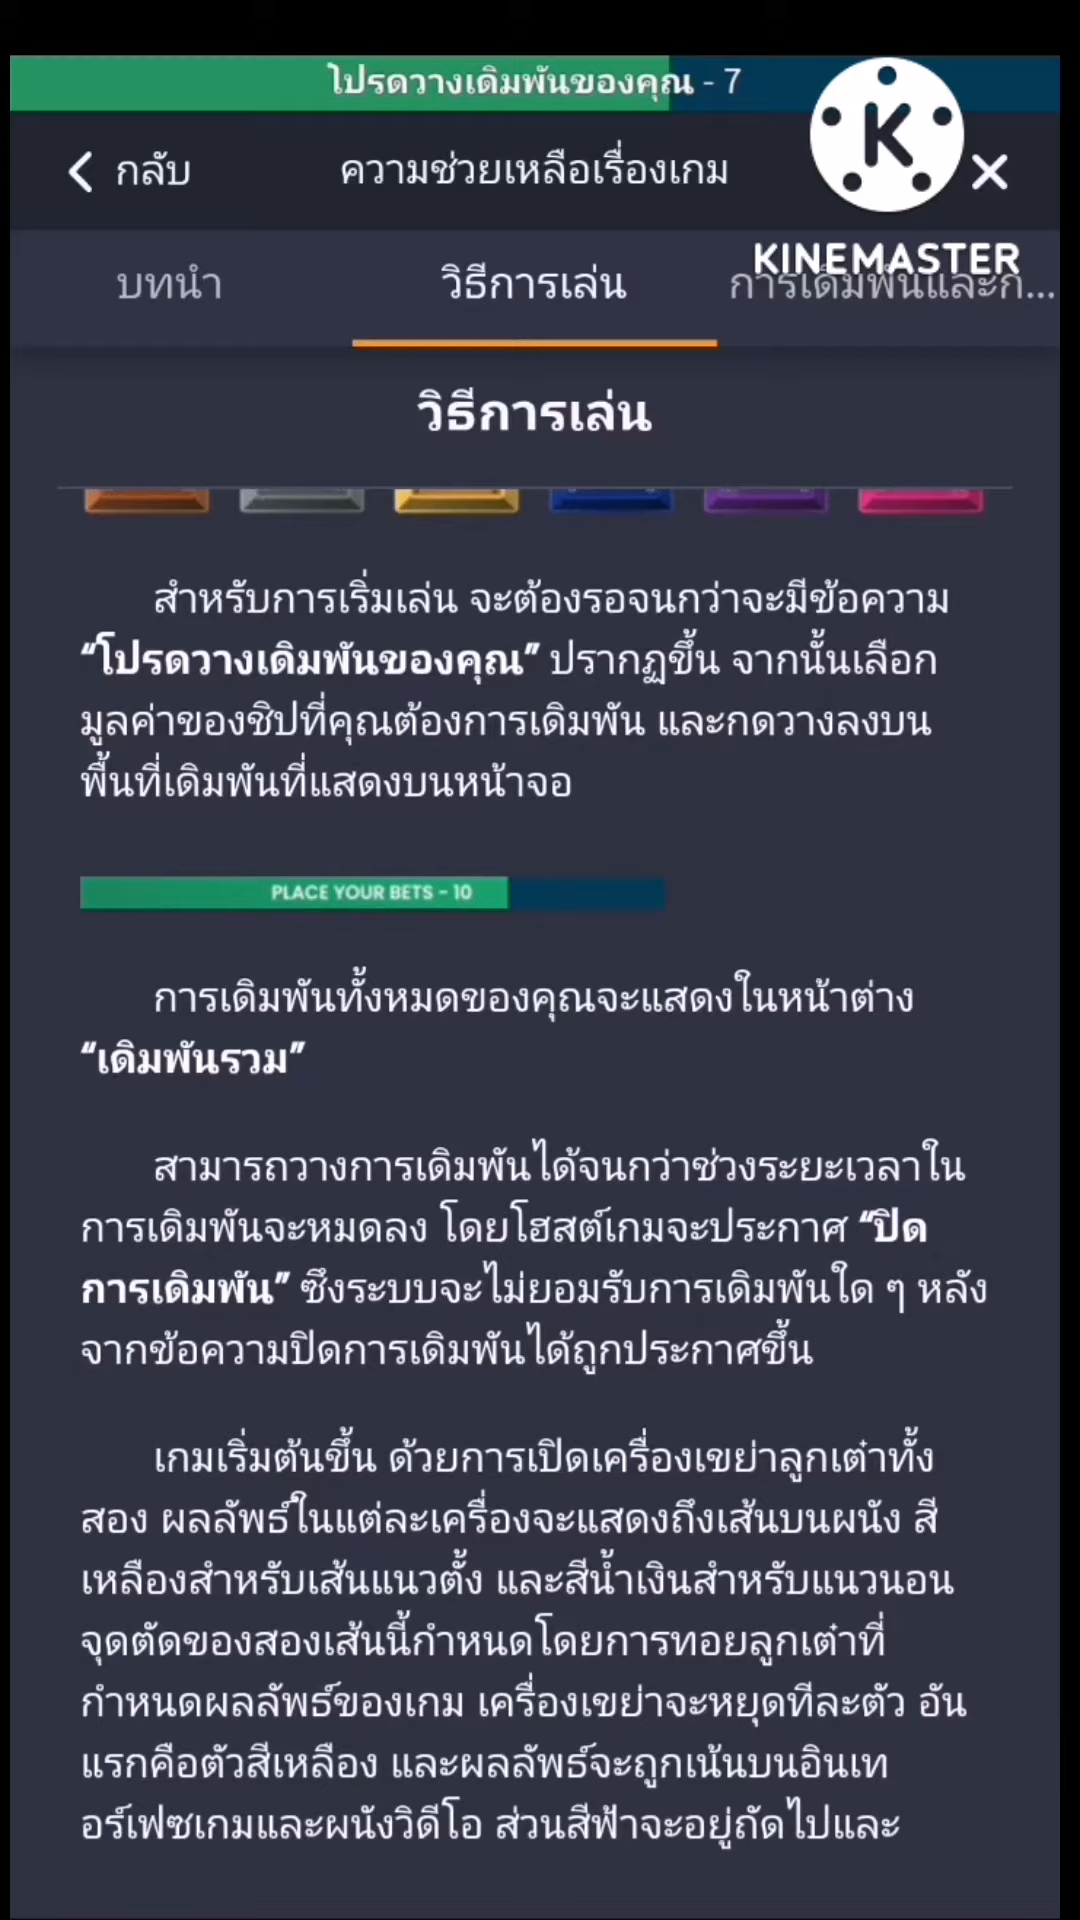 โปรดวางเดิมพันของคุณ - 7
กลับ
ความช่วยเหลือเรื่องเกม
K
KINEMASTER
บทนำ
วิธีการเล่น
การเดิมพันและก...
วิธีการเล่น
สำหรับการเริ่มเล่น จะต้องรอจนกว่าจะมีข้อความ
“โปรดวางเดิมพันของคุณ” ปรากฏขึ้น จากนั้นเลือก
มูลค่าของชิปที่คุณต้องการเดิมพัน และกดวางลงบน
พื้นที่เดิมพันที่แสดงบนหน้าจอ
PLACE YOUR BETS - 10
การเดิมพันทั้งหมดของคุณจะแสดงในหน้าต่าง
“เดิมพันรวม”
สามารถวางการเดิมพันได้จนกว่าช่วงระยะเวลาใน
การเดิมพันจะหมดลง โดยโฮสต์เกมจะประกาศ “ปิด
การเดิมพัน” ซึงระบบจะไม่ยอมรับการเดิมพันใด ๆ หลัง
จากข้อความปิดการเดิมพันได้ถูกประกาศขึ้น
เกมเริ่มต้นขึ้น ด้วยการเปิดเครื่องเขย่าลูกเต๋าทั้ง
สอง ผลลัพธ์ในแต่ละเครื่องจะแสดงถึงเส้นบนผนัง สี
เหลืองสำหรับเส้นแนวตั้ง และสีน้ำเงินสำหรับแนวนอน
จุดตัดของสองเส้นนี้กำหนดโดยการทอยลูกเต๋าที่
กำหนดผลลัพธ์ของเกม เครื่องเขย่าจะหยุดทีละตัว อัน
แรกคือตัวสีเหลือง และผลลัพธ์จะถูกเน้นบนอินเท
อร์เฟซเกมและผนังวิดีโอ ส่วนสีฟ้าจะอยู่ถัดไปและ